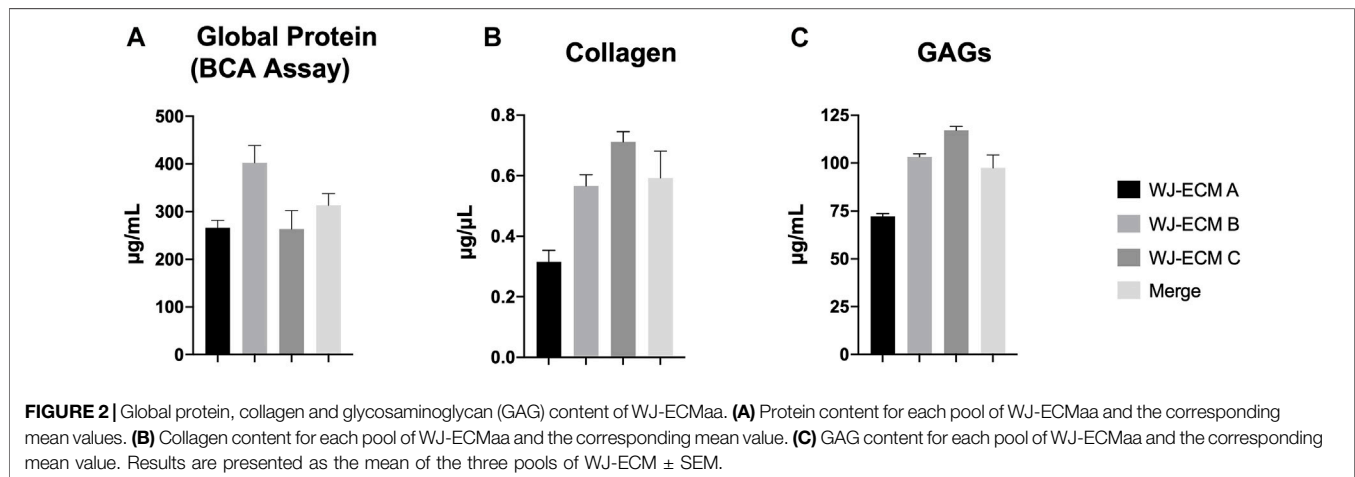 A Global Protein
(BCA Assay)
500
400
300
200
100
0
µg/mL
B Collagen
0.8
0.6
0.4
0.2
0.0
µg/µL
C GAGs
125
100
75
50
25
0
µg/mL
WJ-ECM A
WJ-ECM B
WJ-ECM C
Merge
FIGURE 2 | Global protein, collagen and glycosaminoglycan (GAG) content of WJ-ECMaa. (A) Protein content for each pool of WJ-ECMaa and the corresponding
mean values. (B) Collagen content for each pool of WJ-ECMaa and the corresponding mean value. (C) GAG content for each pool of WJ-ECMaa and the corresponding
mean value. Results are presented as the mean of the three pools of WJ-ECM ± SEM.